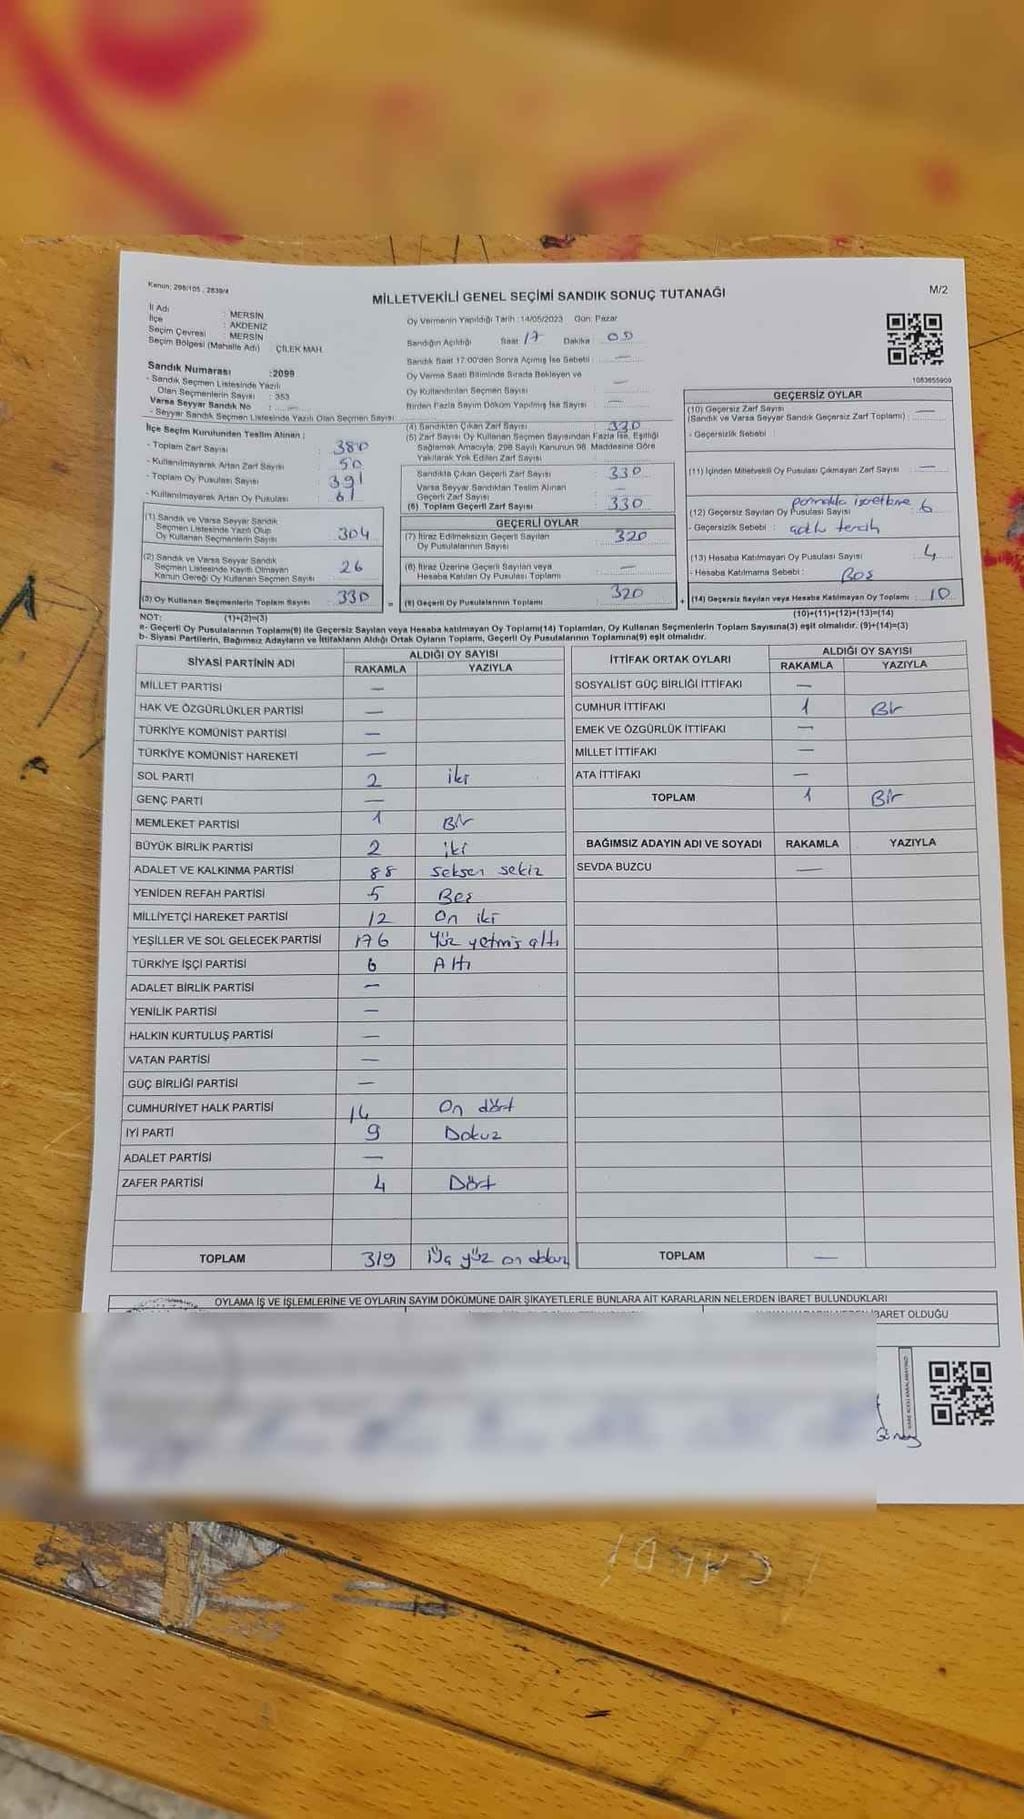 Kanun: 298/105 , 2839/4
MİLLETVEKİLİ GENEL SEÇİMİ SANDIK SONUÇ TUTANAĞI
M/2
İl Adı : MERSİN
İlçe : AKDENİZ
Seçim Çevresi : MERSİN
Seçim Bölgesi (Mahalle Adı) ÇİLEK MAH.
Oy Vermenin Yapıldığı Tarih :14/05/2023 Gün: Pazar
Sandığın Açıldığı Saat 17 Dakika 00
Sandık Saat 17:00'den Sonra Açılmış İse Sebebi —
Oy Verme Saati Bitiminde Sırada Bekleyen ve
Oy Kullandırılan Seçmen Sayısı —
Birden Fazla Sayım Döküm Yapılmış İse Sayısı —
1083655909
Sandık Numarası :2099
- Sandık Seçmen Listesinde Yazılı
Olan Seçmenlerin Sayısı : 353
Varsa Seyyar Sandık No :
- Seyyar Sandık Seçmen Listesinde Yazılı Olan Seçmen Sayısı
İlçe Seçim Kurulundan Teslim Alınan :
- Toplam Zarf Sayısı : 380
- Kullanılmayarak Artan Zarf Sayısı : 50
- Toplam Oy Pusulası Sayısı : 391
- Kullanılmayarak Artan Oy Pusulası : 61
(1) Sandık ve Varsa Seyyar Sandık
Seçmen Listesinde Yazılı Olup
Oy Kullanan Seçmenlerin Sayısı 304
(2) Sandık ve Varsa Seyyar Sandık
Seçmen Listesinde Kayıtlı Olmayan
Kanun Gereği Oy Kullanan Seçmen Sayısı 26
(3) Oy Kullanan Seçmenlerin Toplam Sayısı 330
(4) Sandıktan Çıkan Zarf Sayısı 330
(5) Zarf Sayısı Oy Kullanan Seçmen Sayısından Fazla İse, Eşitliği
Sağlamak Amacıyla, 298 Sayılı Kanunun 98. Maddesine Göre
Yakılarak Yok Edilen Zarf Sayısı
Sandıkta Çıkan Geçerli Zarf Sayısı 330
Varsa Seyyar Sandıktan Teslim Alınan
Geçerli Zarf Sayısı —
(6) Toplam Geçerli Zarf Sayısı 330
GEÇERLİ OYLAR
(7) İtiraz Edilmeksizin Geçerli Sayılan
Oy Pusulalarının Sayısı 320
(8) İtiraz Üzerine Geçerli Sayılan veya
Hesaba Katılan Oy Pusulası Toplamı —
= (9) Geçerli Oy Pusulalarının Toplamı 320
GEÇERSİZ OYLAR
(10) Geçersiz Zarf Sayısı —
(Sandık ve Varsa Seyyar Sandık Geçersiz Zarf Toplamı) :
- Geçersizlik Sebebi :
(11) İçinden Milletvekili Oy Pusulası Çıkmayan Zarf Sayısı : —
(12) Geçersiz Sayılan Oy Pusulası Sayısı 6
- Geçersizlik Sebebi : parmakla işaretleme
çoklu tercih
(13) Hesaba Katılmayan Oy Pusulası Sayısı : 4
- Hesaba Katılmama Sebebi : Boş
+ (14) Geçersiz Sayılan veya Hesaba Katılmayan Oy Toplamı : 10
NOT: (1)+(2)=(3)
(10)+(11)+(12)+(13)=(14)
a- Geçerli Oy Pusulalarının Toplamı(9) ile Geçersiz Sayılan veya Hesaba katılmayan Oy Toplamı(14) Toplamları, Oy Kullanan Seçmenlerin Toplam Sayısına(3) eşit olmalıdır. (9)+(14)=(3)
b- Siyasi Partilerin, Bağımsız Adayların ve İttifakların Aldığı Ortak Oyların Toplamı, Geçerli Oy Pusulalarının Toplamına(9) eşit olmalıdır.
SİYASİ PARTİNİN ADI ALDIĞI OY SAYISI
RAKAMLA YAZIYLA
MİLLET PARTİSİ —
HAK VE ÖZGÜRLÜKLER PARTİSİ —
TÜRKİYE KOMÜNİST PARTİSİ —
TÜRKİYE KOMÜNİST HAREKETİ —
SOL PARTİ 2 iki
GENÇ PARTİ —
MEMLEKET PARTİSİ 1 Bir
BÜYÜK BİRLİK PARTİSİ 2 iki
ADALET VE KALKINMA PARTİSİ 88 seksen sekiz
YENİDEN REFAH PARTİSİ 5 Beş
MİLLİYETÇİ HAREKET PARTİSİ 12 On iki
YEŞİLLER VE SOL GELECEK PARTİSİ 176 Yüz yetmiş altı
TÜRKİYE İŞÇİ PARTİSİ 6 Altı
ADALET BİRLİK PARTİSİ —
YENİLİK PARTİSİ —
HALKIN KURTULUŞ PARTİSİ —
VATAN PARTİSİ —
GÜÇ BİRLİĞİ PARTİSİ —
CUMHURİYET HALK PARTİSİ 14 On dört
İYİ PARTİ 9 Dokuz
ADALET PARTİSİ —
ZAFER PARTİSİ 4 Dört
TOPLAM 319 Üç yüz on dokuz
İTTİFAK ORTAK OYLARI ALDIĞI OY SAYISI
RAKAMLA YAZIYLA
SOSYALİST GÜÇ BİRLİĞİ İTTİFAKI —
CUMHUR İTTİFAKI 1 Bir
EMEK VE ÖZGÜRLÜK İTTİFAKI —
MİLLET İTTİFAKI —
ATA İTTİFAKI —
TOPLAM 1 Bir
BAĞIMSIZ ADAYIN ADI VE SOYADI RAKAMLA YAZIYLA
SEVDA BUZCU —
TOPLAM —
OYLAMA İŞ VE İŞLEMLERİNE VE OYLARIN SAYIM DÖKÜMÜNE DAİR ŞİKAYETLERLE BUNLARA AİT KARARLARIN NELERDEN İBARET BULUNDUKLARI
İBARET OLDUĞU